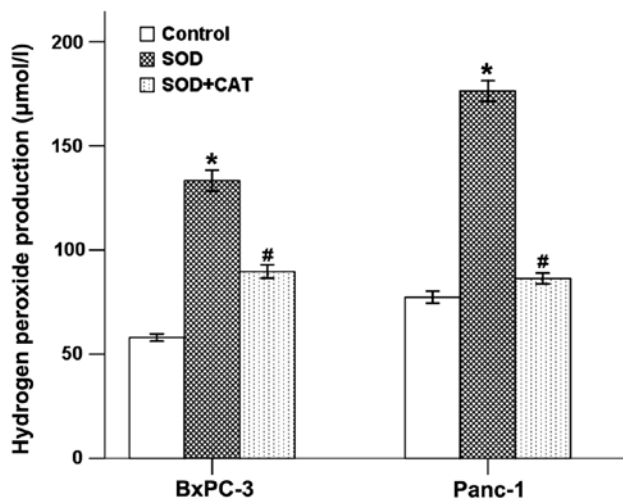 Hydrogen peroxide production (μmol/l)
200
150
100
50
0
Control
SOD
SOD+CAT
*
#
*
#
BxPC-3
Panc-1